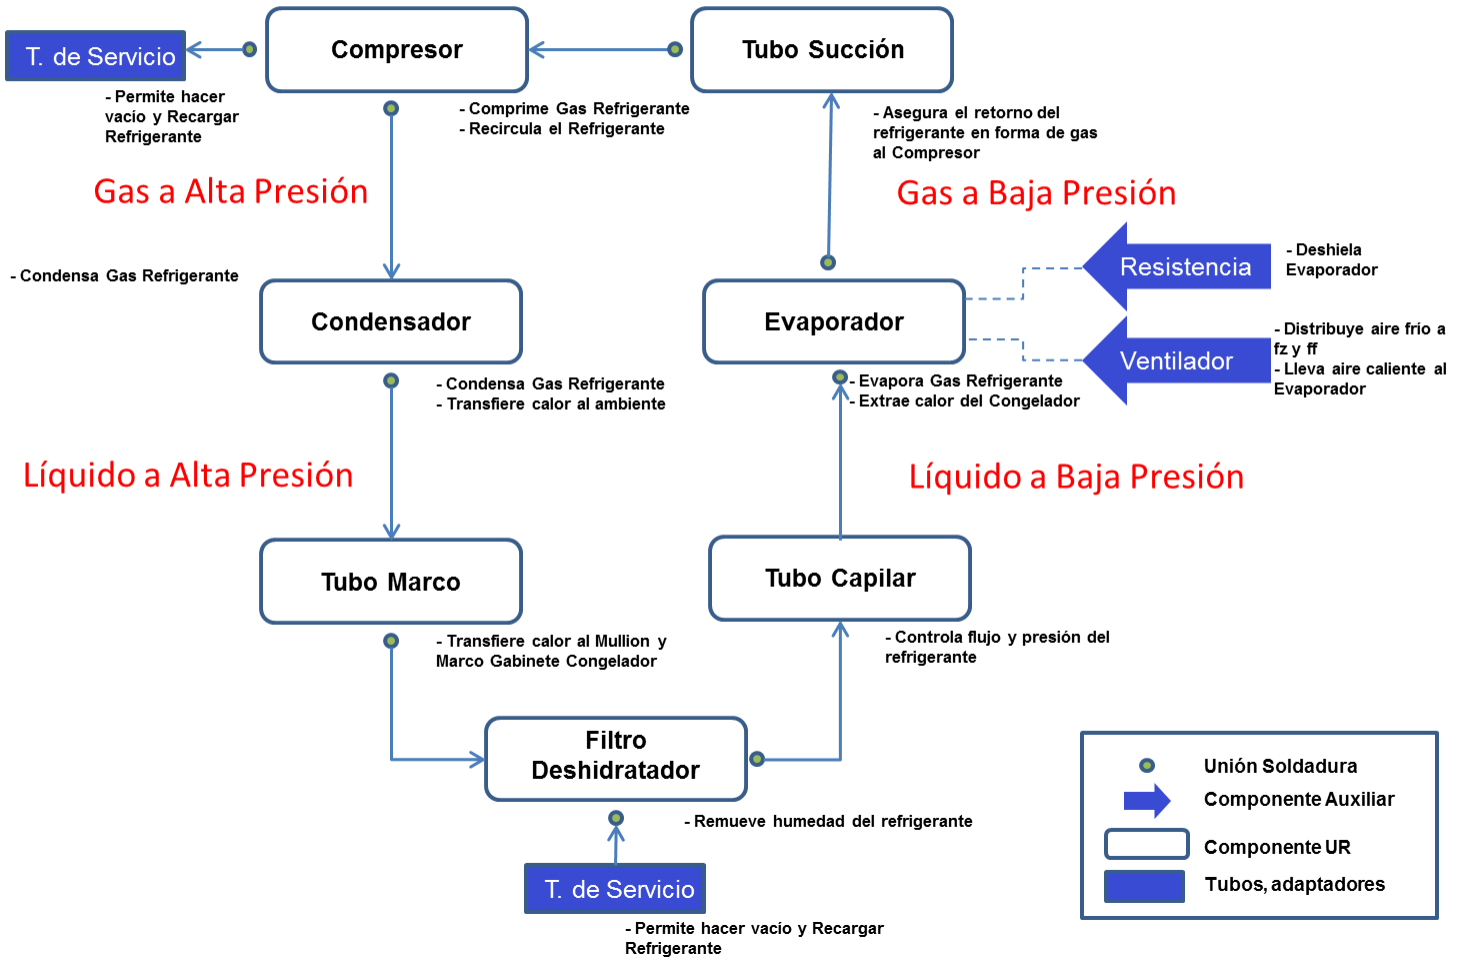 T. de Servicio
Compresor
Tubo Succión
- Permite hacer
vacío y Recargar
Refrigerante
- Comprime Gas Refrigerante
- Recircula el Refrigerante
- Asegura el retorno del
refrigerante en forma de gas
al Compresor
Gas a Alta Presión
Gas a Baja Presión
- Condensa Gas Refrigerante
Condensador
Evaporador
Resistencia
- Deshiela
Evaporador
Ventilador
- Distribuye aire frío a
fz y ff
- Lleva aire caliente al
Evaporador
- Condensa Gas Refrigerante
- Transfiere calor al ambiente
- Evapora Gas Refrigerante
- Extrae calor del Congelador
Líquido a Alta Presión
Líquido a Baja Presión
Tubo Marco
Tubo Capilar
- Transfiere calor al Mullion y
Marco Gabinete Congelador
- Controla flujo y presión del
refrigerante
Filtro
Deshidratador
- Remueve humedad del refrigerante
T. de Servicio
- Permite hacer vacío y Recargar
Refrigerante
Unión Soldadura
Componente Auxiliar
Componente UR
Tubos, adaptadores